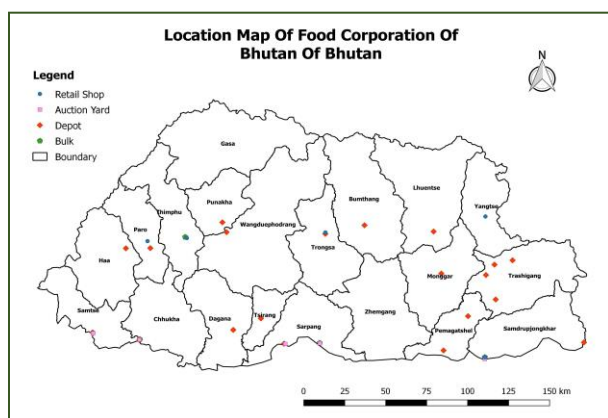 Location Map Of Food Corporation Of
Bhutan Of Bhutan
N
Legend
Retail Shop
Auction Yard
Depot
Bulk
Boundary
Gasa
Lhuentse
Bumthang
Yangtse
Punakha
Thimphu
Wangduephodrang
Paro
Trongsa
Haa
Monggar
Trashigang
Samtse
Chhukha
Dagana
Tsirang
Sarpang
Zhemgang
Pemagatshel
Samdrupjongkhar
0 25 50 75 100 125 150 km